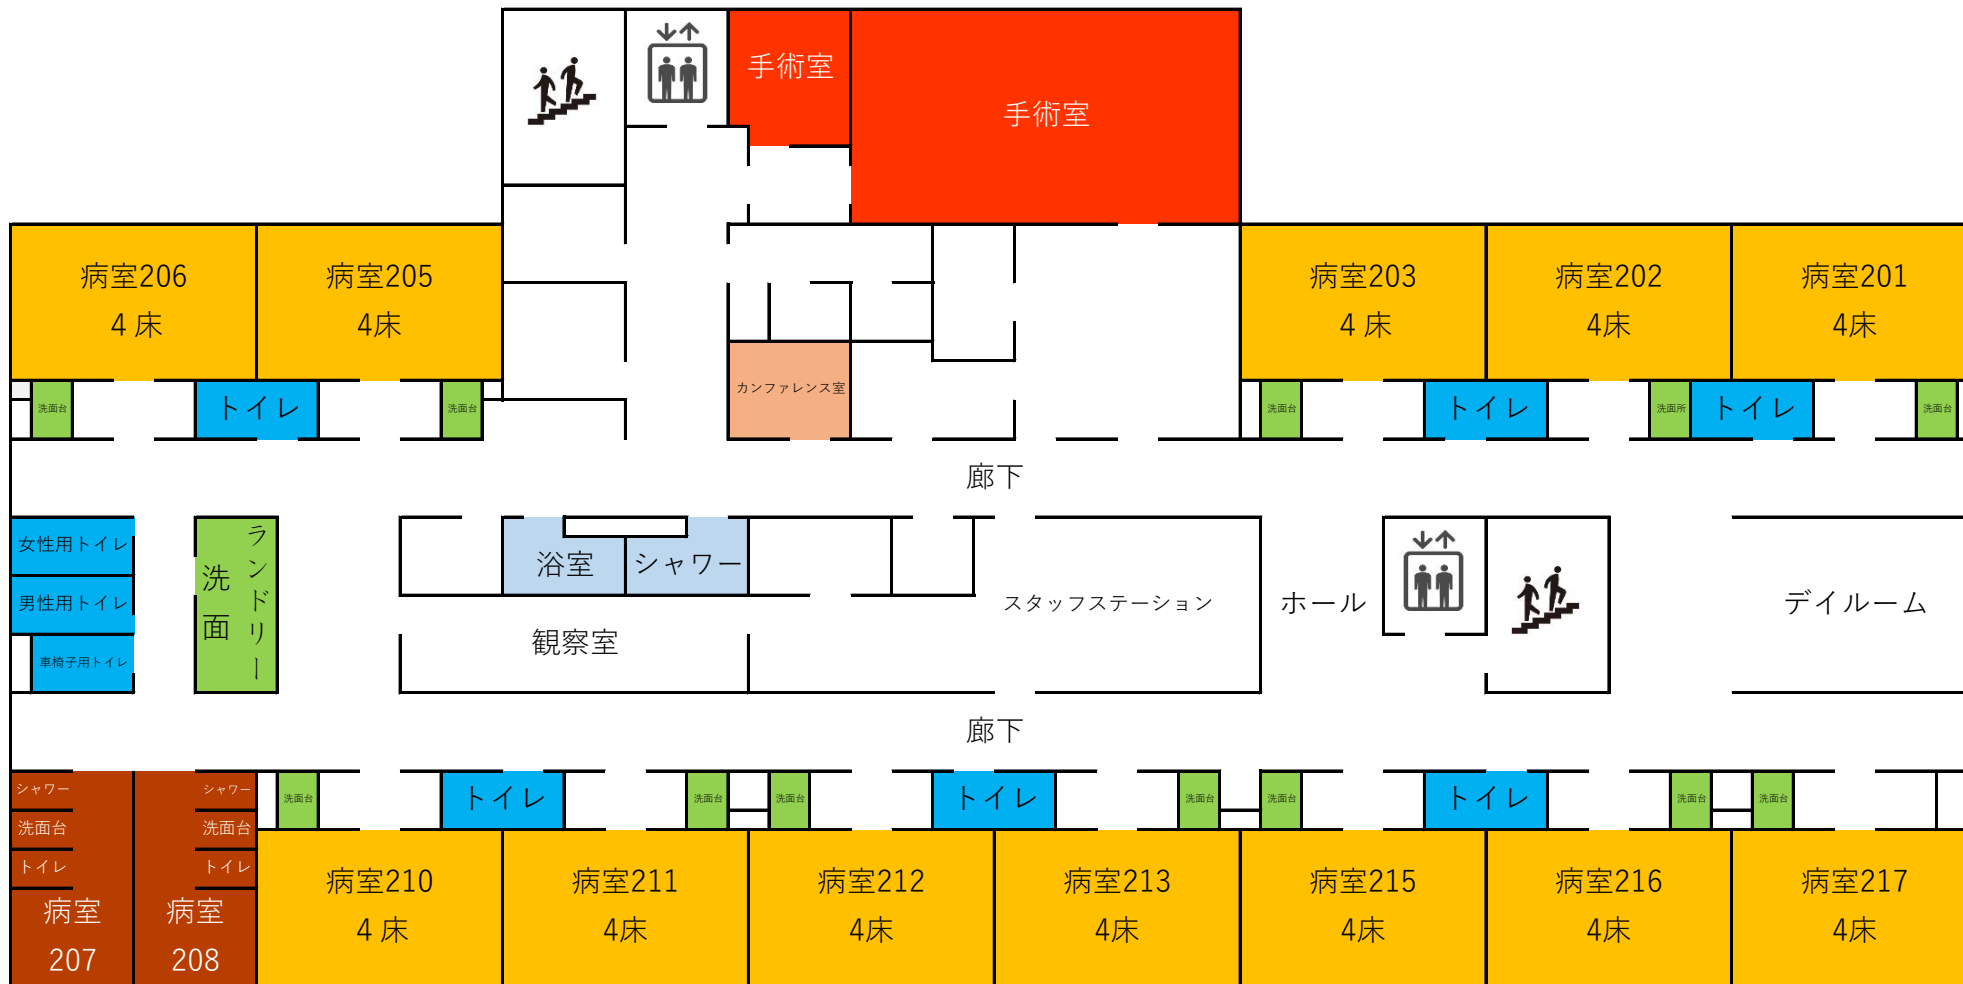 手術室
手術室
病室206
4 床
病室205
4床
病室203
4 床
病室202
4床
病室201
4床
洗面台
トイレ
洗面台
カンファレンス室
洗面台
トイレ
洗面所
トイレ
洗面台
廊下
女性用トイレ
男性用トイレ
車椅子用トイレ
洗面
ランドリー
浴室
シャワー
観察室
スタッフステーション
ホール
デイルーム
廊下
シャワー
洗面台
トイレ
病室
207
シャワー
洗面台
トイレ
病室
208
洗面台
トイレ
洗面台
洗面台
トイレ
洗面台
洗面台
トイレ
洗面台
洗面台
病室210
4 床
病室211
4床
病室212
4床
病室213
4床
病室215
4床
病室216
4床
病室217
4床